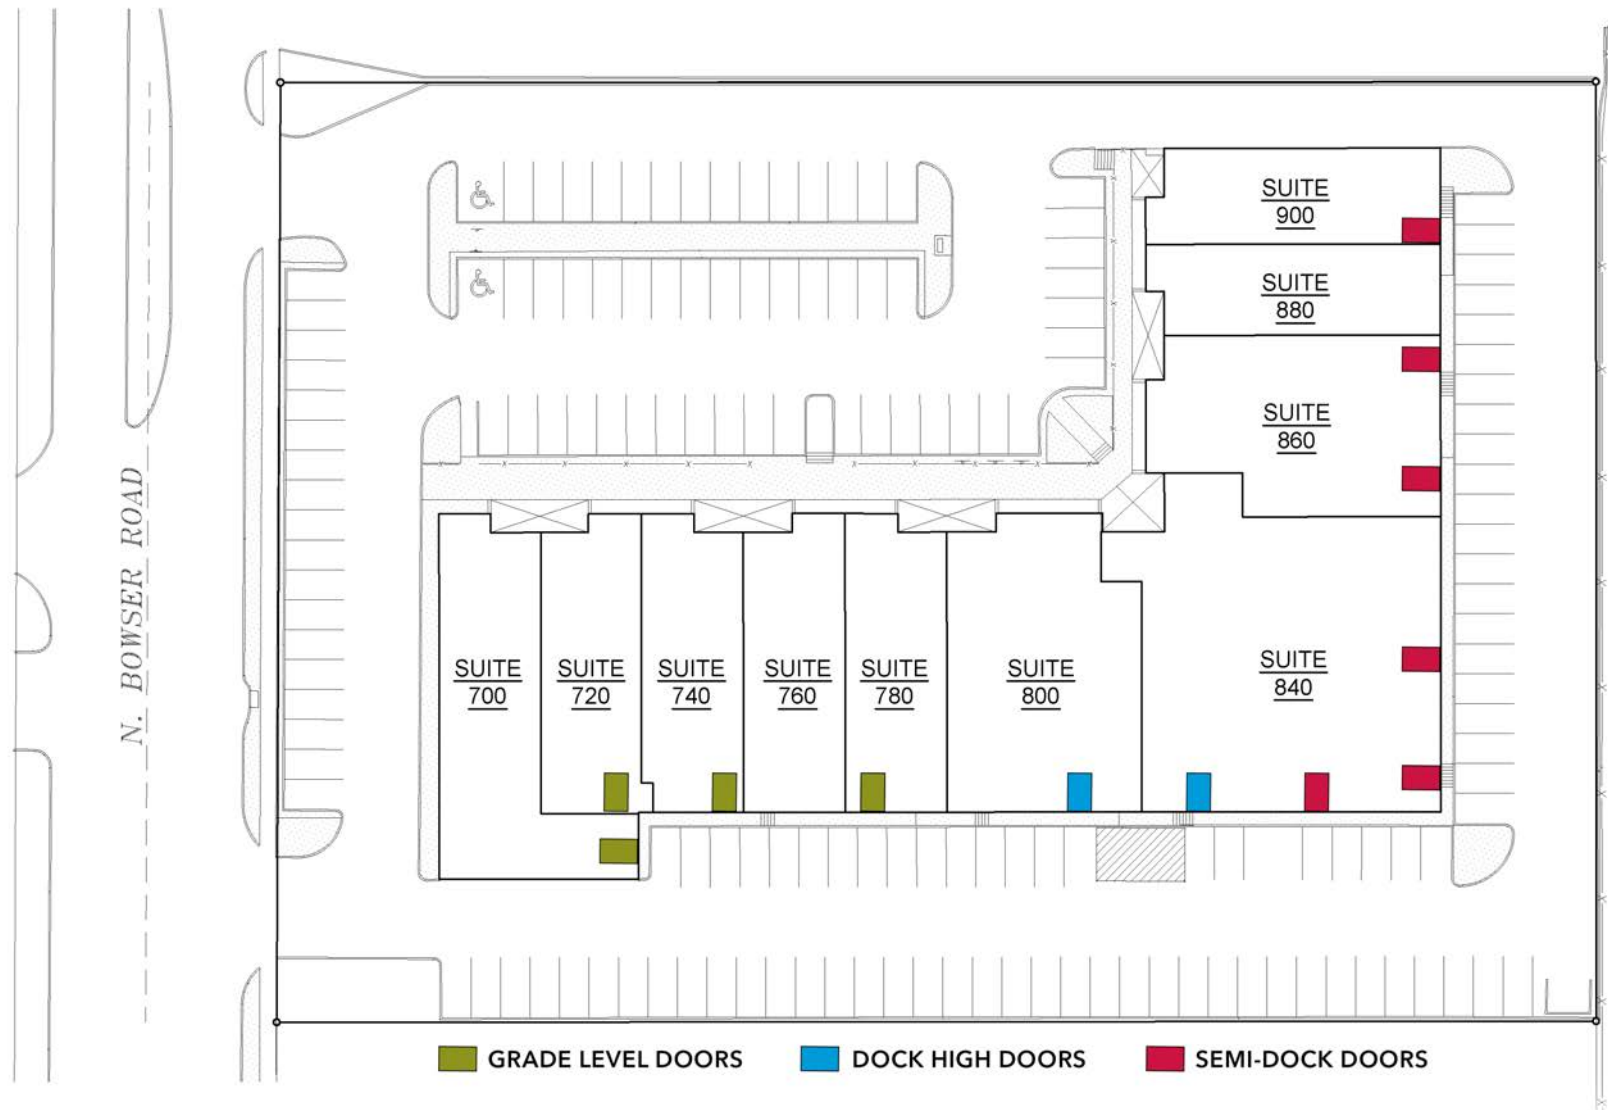 SUITE
900
SUITE
880
SUITE
860
N. BOWSER ROAD
SUITE
700
SUITE
720
SUITE
740
SUITE
760
SUITE
780
SUITE
800
SUITE
840
GRADE LEVEL DOORS
DOCK HIGH DOORS
SEMI-DOCK DOORS